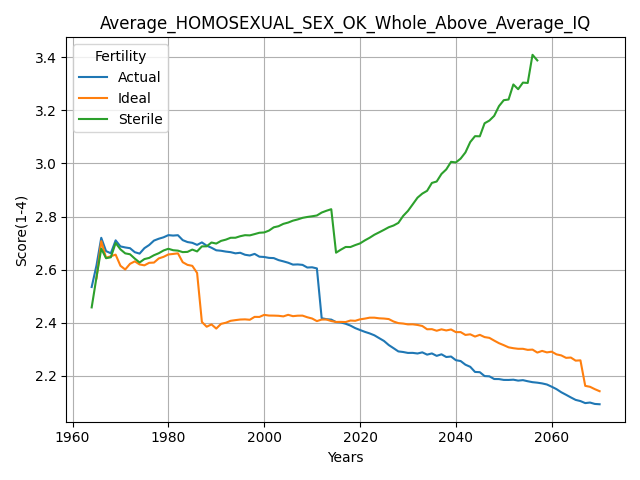 Average_HOMOSEXUAL_SEX_OK_Whole_Above_Average_IQ
Fertility
Actual
Ideal
Sterile
Score(1-4)
3.4
3.2
3.0
2.8
2.6
2.4
2.2
1960
1980
2000
2020
2040
2060
Years